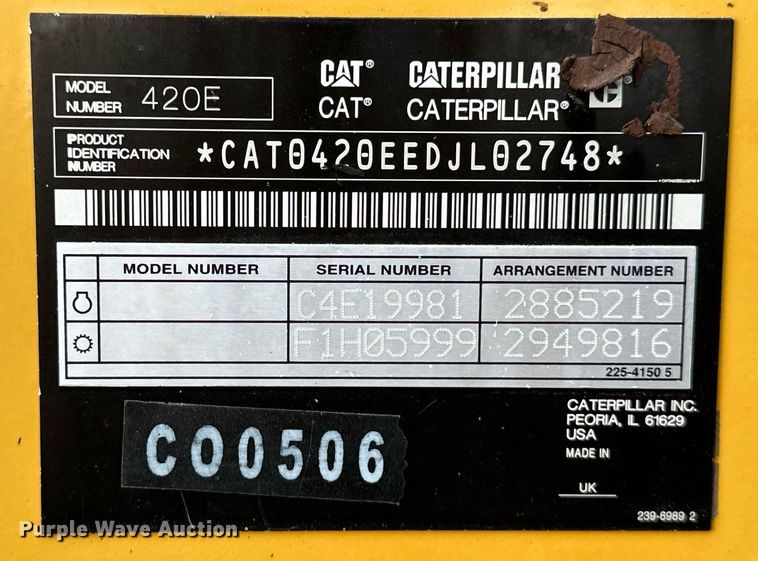 CAT® CATERPILLAR ®
MODEL NUMBER 420E
CAT® CATERPILLAR®
PRODUCT IDENTIFICATION NUMBER *CAT0420EEDJL02748*
*CAT0420EEDJL02748*
MODEL NUMBER SERIAL NUMBER ARRANGEMENT NUMBER
C4E19981 2885219
F1H05999 2949816
225-4150 5
CATERPILLAR INC.
PEORIA, IL 61629
USA
MADE IN
UK
CO0506
239-6989 2
Purple Wave Auction